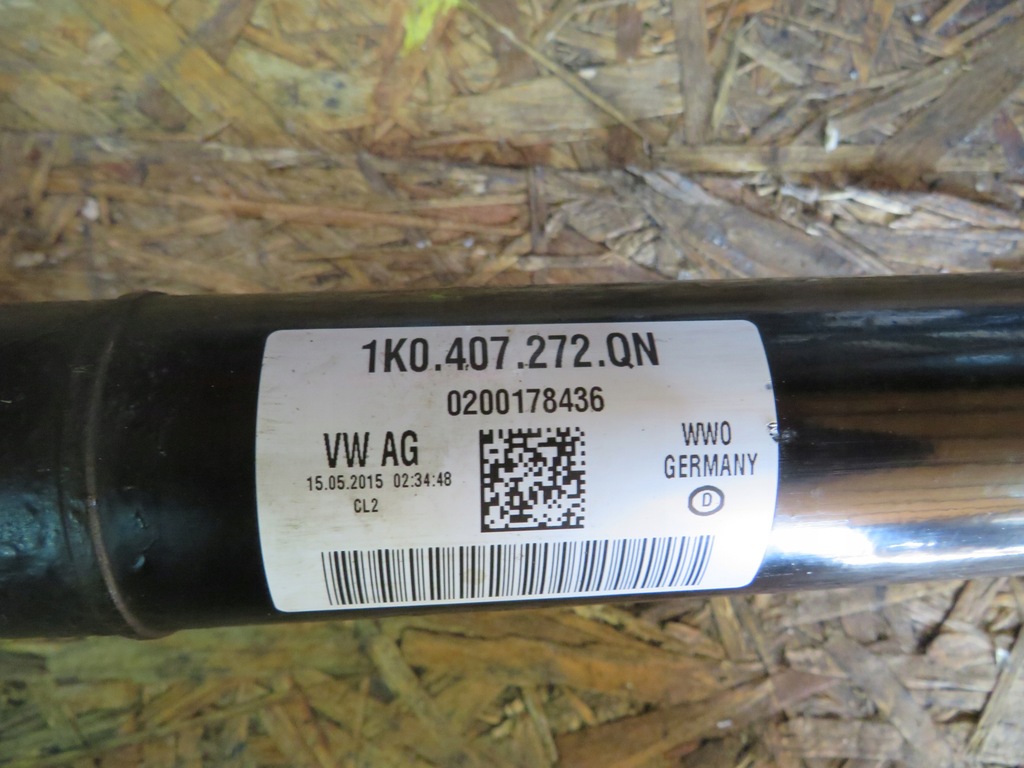 1K0.407.272.QN
0200178436
VW AG
15.05.2015 02:34:48
CL2
WWO
GERMANY
D